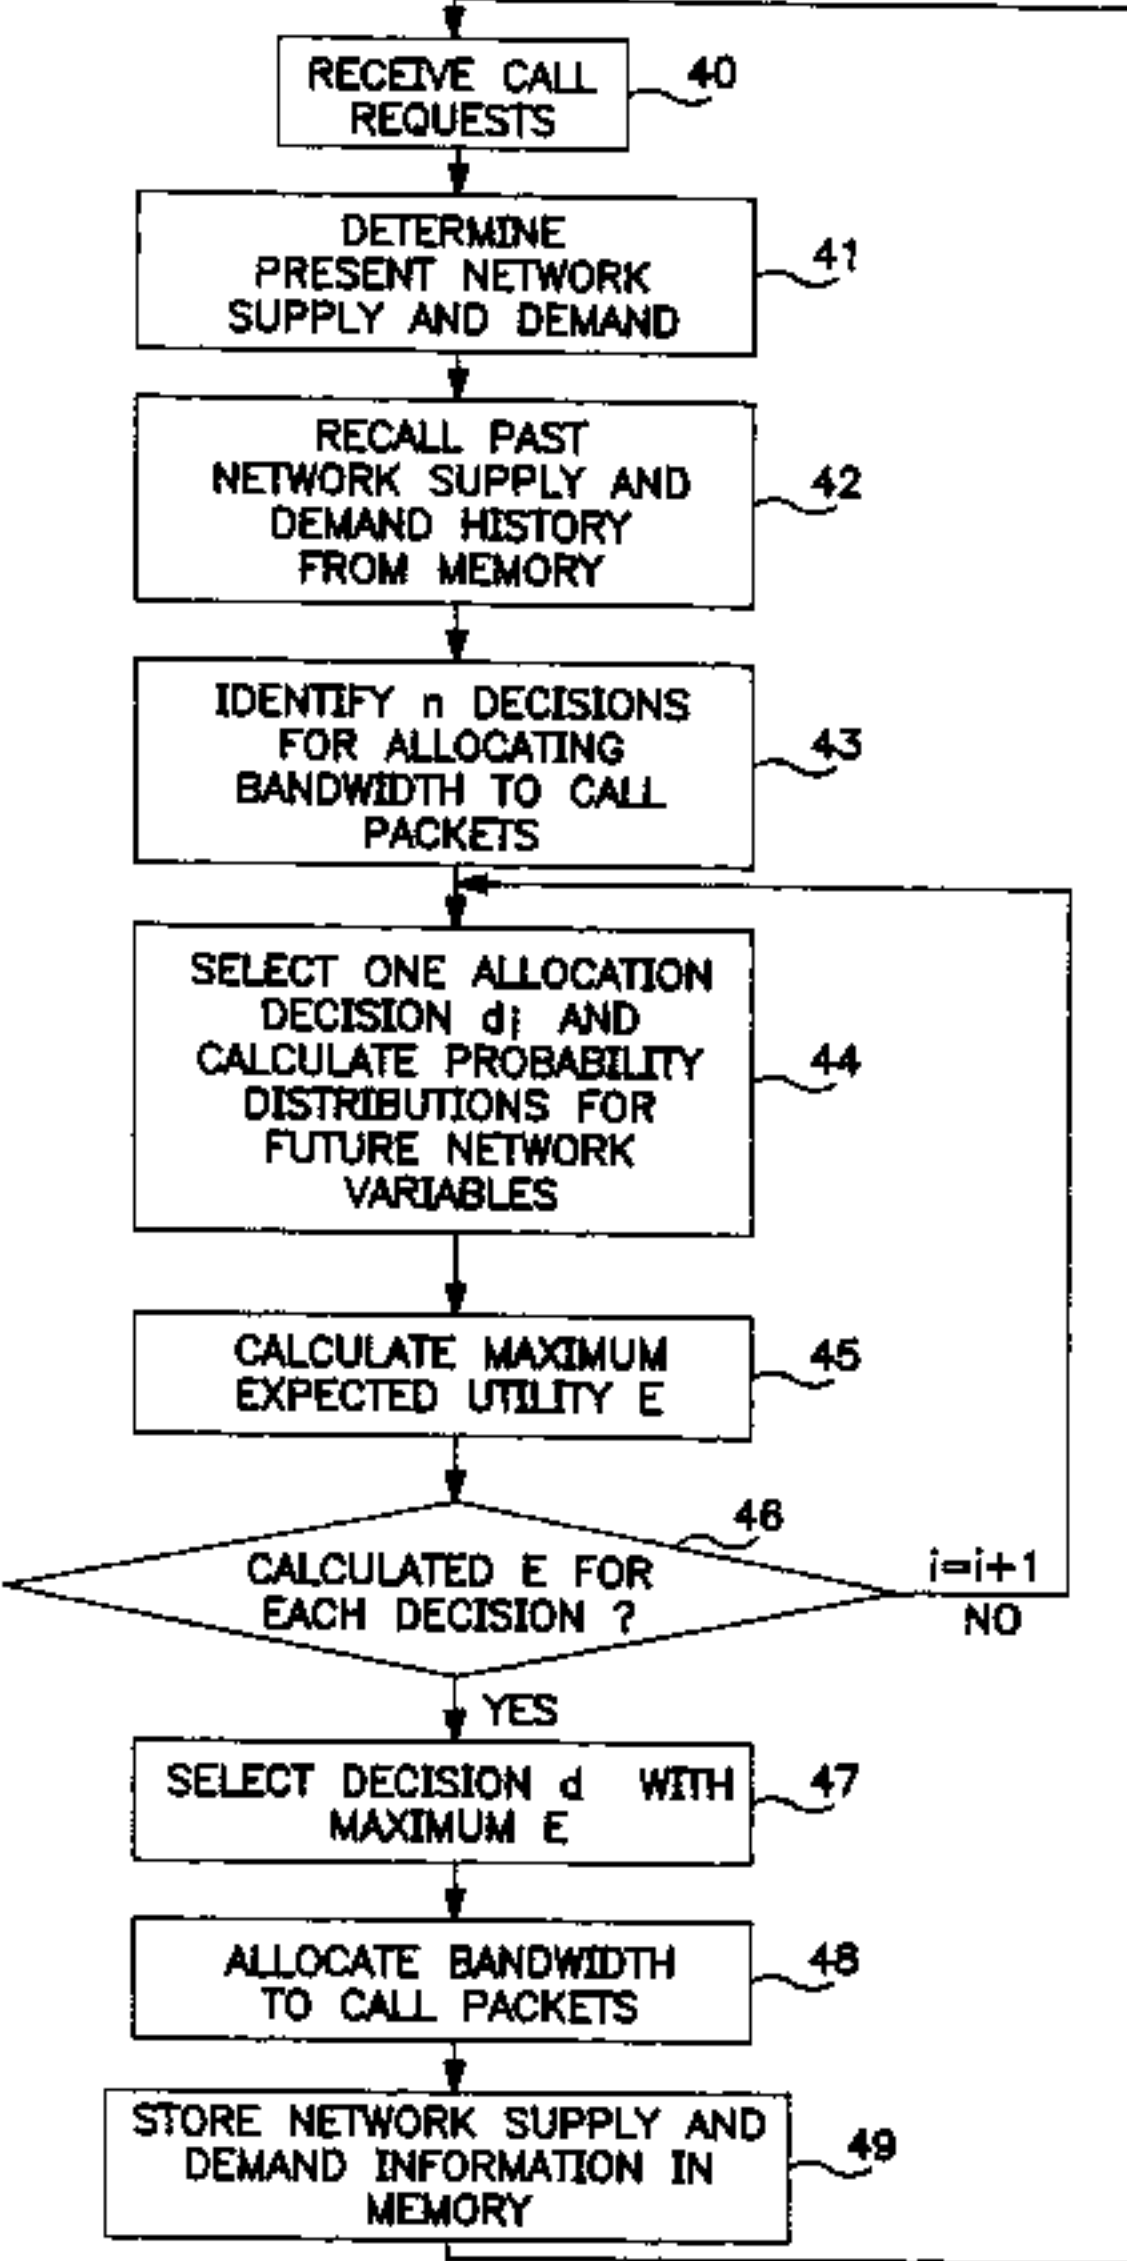 RECEIVE CALL
REQUESTS
40
DETERMINE
PRESENT NETWORK
SUPPLY AND DEMAND
41
RECALL PAST
NETWORK SUPPLY AND
DEMAND HISTORY
FROM MEMORY
42
IDENTIFY n DECISIONS
FOR ALLOCATING
BANDWIDTH TO CALL
PACKETS
43
SELECT ONE ALLOCATION
DECISION di AND
CALCULATE PROBABILITY
DISTRIBUTIONS FOR
FUTURE NETWORK
VARIABLES
44
CALCULATE MAXIMUM
EXPECTED UTILITY E
45
CALCULATED E FOR
EACH DECISION ?
46
i=i+1
NO
YES
SELECT DECISION d WITH
MAXIMUM E
47
ALLOCATE BANDWIDTH
TO CALL PACKETS
48
STORE NETWORK SUPPLY AND
DEMAND INFORMATION IN
MEMORY
49